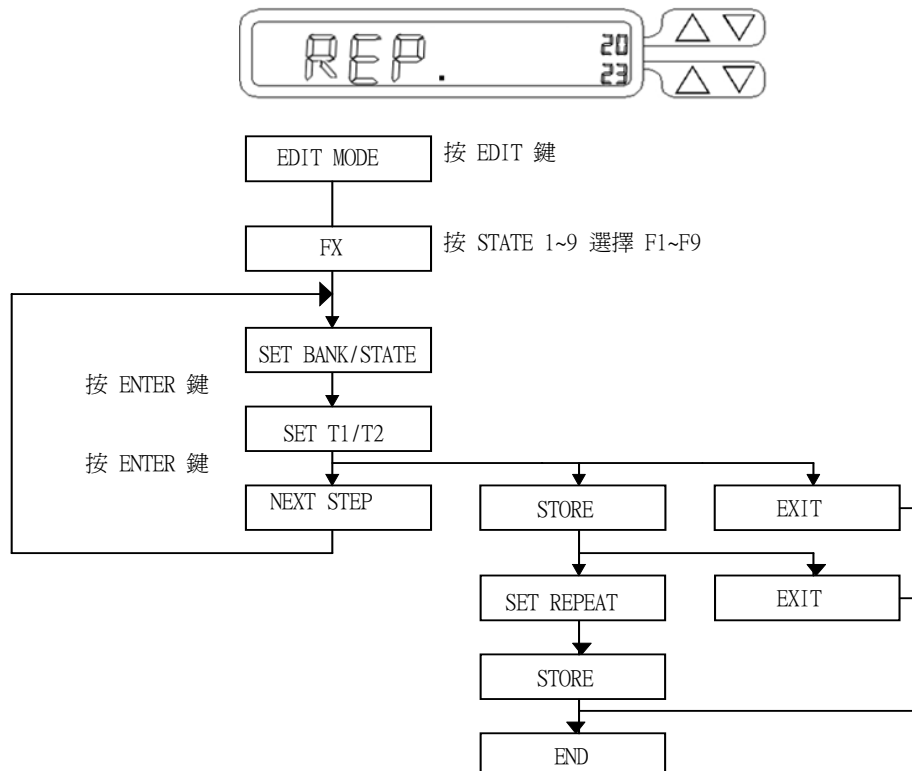 REP. 20
23
EDIT MODE 按 EDIT 鍵
FX 按 STATE 1~9 選擇 F1~F9
SET BANK/STATE
按 ENTER 鍵
SET T1/T2
按 ENTER 鍵
NEXT STEP STORE EXIT
SET REPEAT EXIT
STORE
END